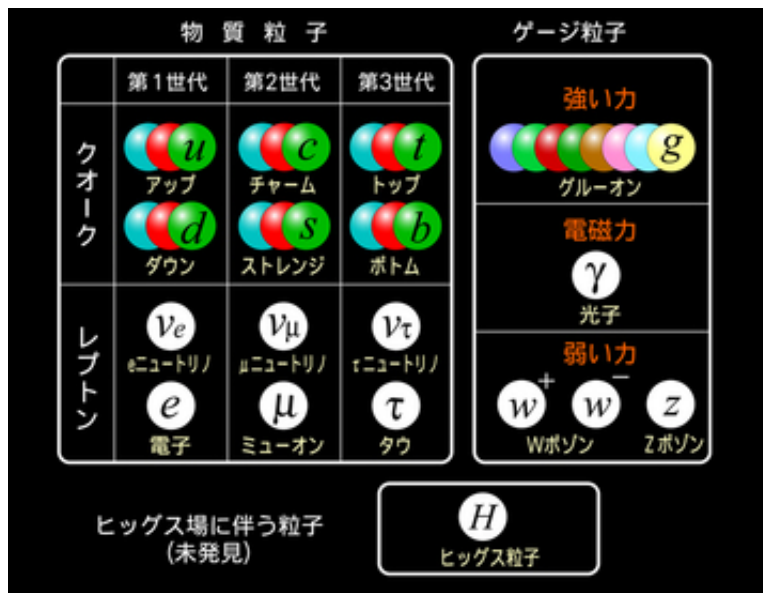 物質粒子
ゲージ粒子
第1世代 第2世代 第3世代
クオーク
u c t
アップ チャーム トップ
d s b
ダウン ストレンジ ボトム
レプトン
νe νμ ντ
eニュートリノ μニュートリノ τニュートリノ
e μ τ
電子 ミューオン タウ
強い力
g
グルーオン
電磁力
γ
光子
弱い力
w+ w− z
Wボゾン Zボゾン
ヒッグス場に伴う粒子
(未発見)
H
ヒッグス粒子